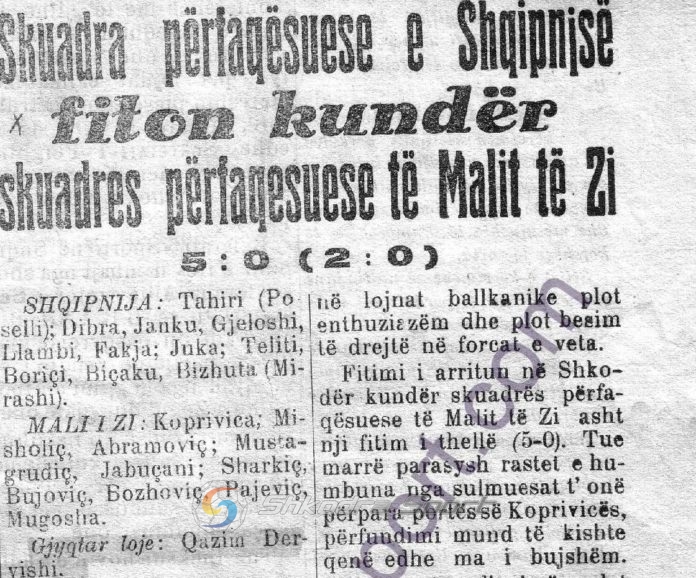 Skuadra përfaqësuese e Shqipnisë
fiton kundër
skuadres përfaqesuese të Malit të Zi
5:0 (2:0)
SHQIPNIJA: Tahiri (Po
selli); Dibra, Janku, Gjeloshi,
Llambi, Fakja; Juka; Teliti,
Boriçi, Biçaku, Bizhuta (Mi-
rashi).
MALI I ZI: Koprivica; Mi-
sholiç, Abramoviç; Musta-
grudiç, Jabuçani; Sharkiç,
Bujoviç, Bozhoviç, Pajeviç,
Mugosha.
Gjyqtar loje: Qazim Der-
vishi.
në lojnat ballkanike plot
enthuziazëm dhe plot besim
të drejtë në forcat e veta.
Fitimi i arritun në Shko-
dër kundër skuadrës përfa-
qësuese të Malit të Zi asht
nji fitim i thellë (5-0). Tue
marrë parasysh rastet e hu-
mbuna nga sulmuesat t' onë
përpara portës së Koprivicës,
përfundimi mund të kishte
qenë edhe ma i bujshëm.
port.com